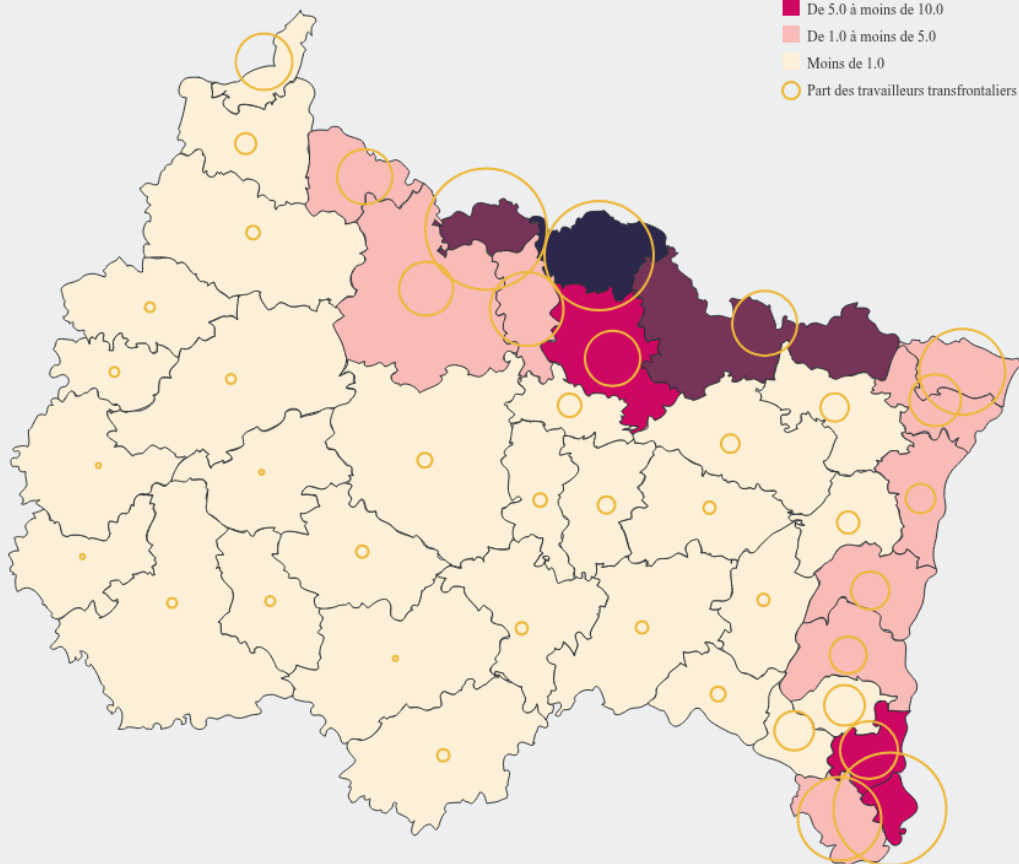 De 5.0 à moins de 10.0
De 1.0 à moins de 5.0
Moins de 1.0
Part des travailleurs transfrontaliers